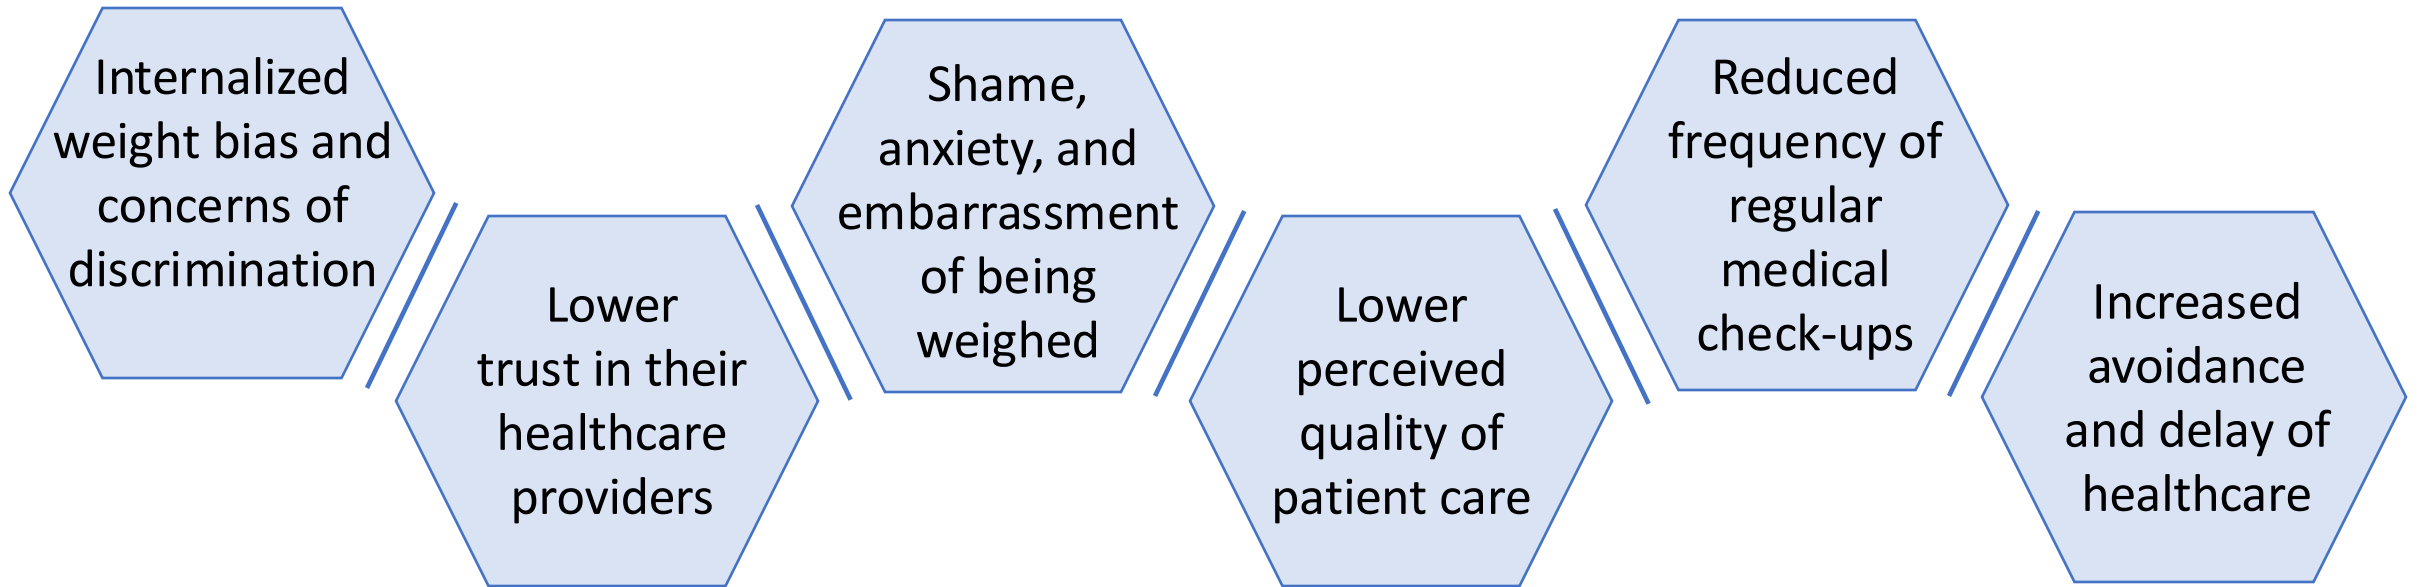 Internalized
weight bias and
concerns of
discrimination
Lower
trust in their
healthcare
providers
Shame,
anxiety, and
embarrassment
of being
weighed
Lower
perceived
quality of
patient care
Reduced
frequency of
regular
medical
check-ups
Increased
avoidance
and delay of
healthcare